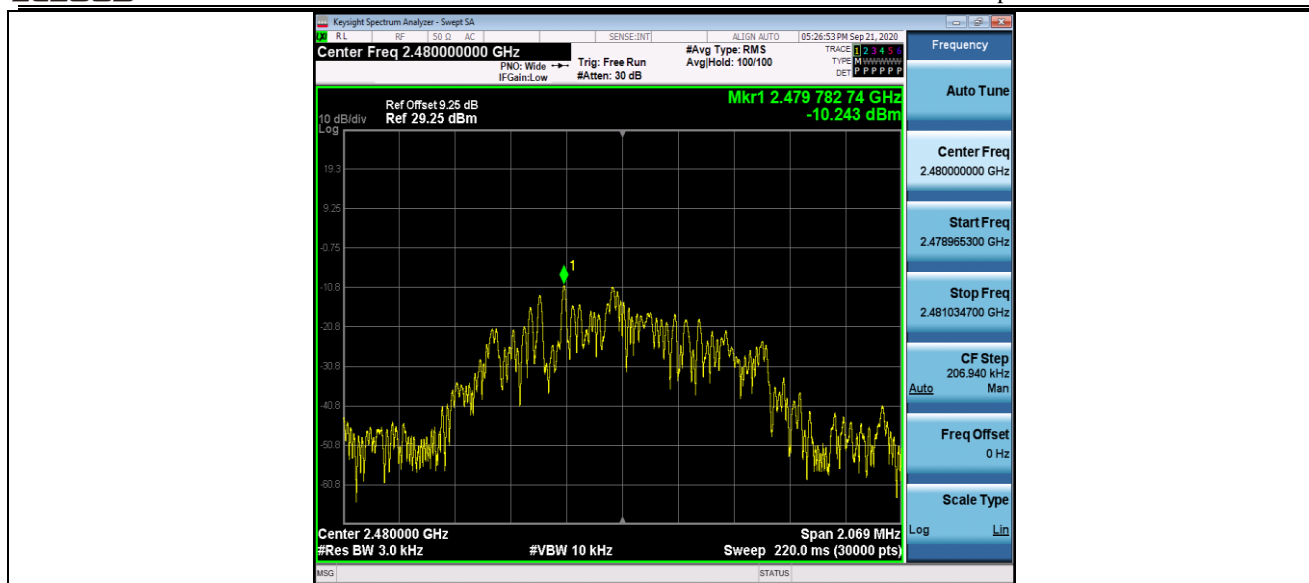 Keysight Spectrum Analyzer - Swept SA
RL RF 50 Ω AC SENSE:INT ALIGN AUTO 05:26:53 PM Sep 21, 2020
Center Freq 2.480000000 GHz
PNO: Wide
IFGain:Low
Trig: Free Run
#Atten: 30 dB
#Avg Type: RMS
Avg|Hold: 100/100
TRACE 1 2 3 4 5 6
TYPE M W W W W W
DET P P P P P P
Mkr1 2.479 782 74 GHz
-10.243 dBm
Ref Offset 9.25 dB
10 dB/div Ref 29.25 dBm
Log
19.3
9.25
-0.75
1
-10.8
-20.8
-30.8
-40.8
-50.8
-60.8
Center 2.480000 GHz Span 2.069 MHz
#Res BW 3.0 kHz #VBW 10 kHz Sweep 220.0 ms (30000 pts)
MSG STATUS
Frequency
Auto Tune
Center Freq
2.480000000 GHz
Start Freq
2.478965300 GHz
Stop Freq
2.481034700 GHz
CF Step
206.940 kHz
Auto Man
Freq Offset
0 Hz
Scale Type
Log Lin